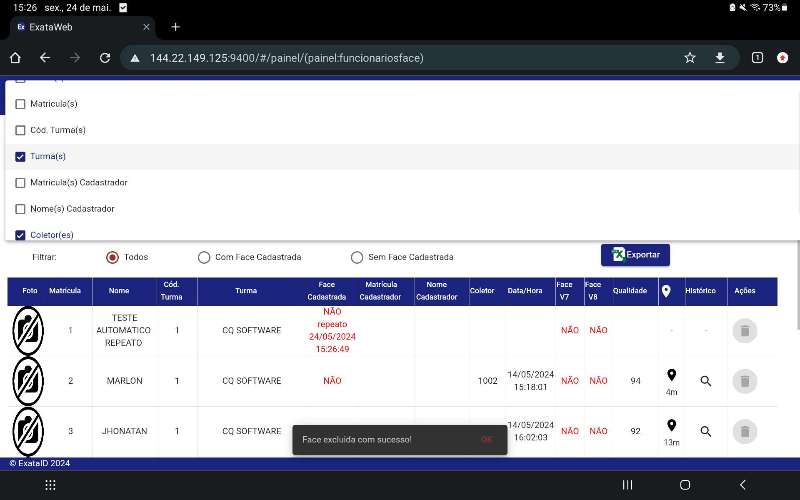 15:26 sex., 24 de mai.
73%
ExataWeb
144.22.149.125:9400/#/painel/(painel:funcionariosface)
1
Matricula(s)
Cód. Turma(s)
Turma(s)
Matricula(s) Cadastrador
Nome(s) Cadastrador
Coletor(es)
Filtrar: Todos Com Face Cadastrada Sem Face Cadastrada Exportar
Foto Matrícula Nome Cód. Turma Turma Face Cadastrada Matrícula Cadastrador Nome Cadastrador Coletor Data/Hora Face V7 Face V8 Qualidade Histórico Ações
1 TESTE AUTOMATICO REPEATO 1 CQ SOFTWARE NÃO repeato 24/05/2024 15:26:49 NÃO NÃO - -
2 MARLON 1 CQ SOFTWARE NÃO 1002 14/05/2024 15:18:01 NÃO NÃO 94 4m
3 JHONATAN 1 CQ SOFTWARE 14/05/2024 16:02:03 NÃO NÃO 92 13m
Face excluida com sucesso! OK
© ExataID 2024